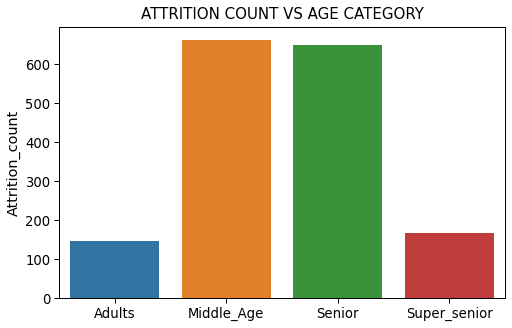 ATTRITION COUNT VS AGE CATEGORY
Attrition_count
600
500
400
300
200
100
0
Adults Middle_Age Senior Super_senior